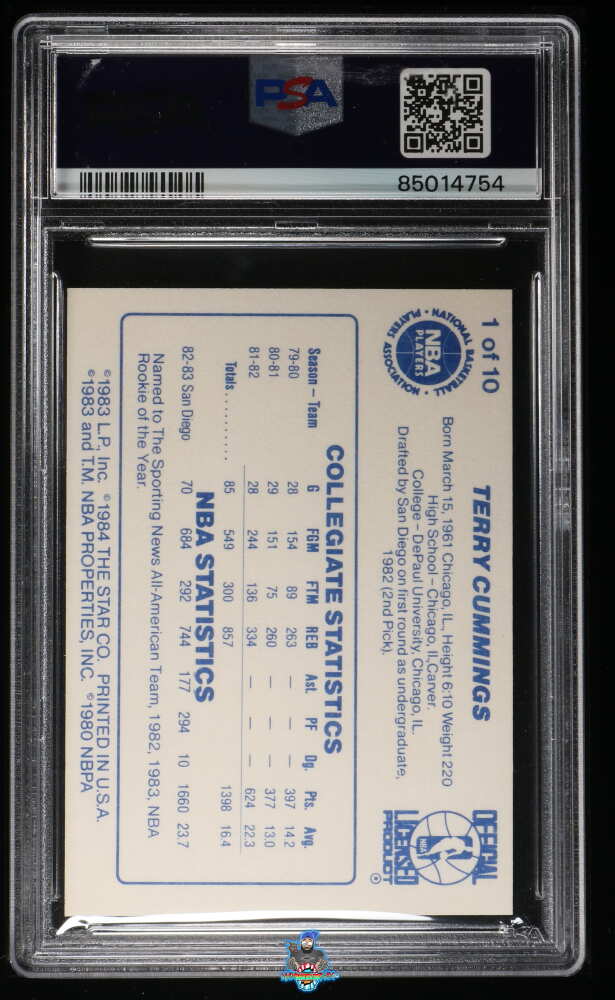 PSA
85014754
1 of 10
NATIONAL BASKETBALL
PLAYERS ASSOCIATION
NBA
PLAYERS
TERRY CUMMINGS
Born March 15, 1961 Chicago, IL, Height 6:10 Weight 220
High School – Chicago, Il, Carver.
College – DePaul University, Chicago, IL.
Drafted by San Diego on first round as undergraduate,
1982 (2nd Pick).
OFFICIAL
NBA
LICENSED
PRODUCT ®
COLLEGIATE STATISTICS
Season – Team G FGM FTM REB Ast. PF Dq. Pts. Avg.
79-80 28 154 89 263 — — — 397 14.2
80-81 29 151 75 260 — — — 377 13.0
81-82 28 244 136 334 — — — 624 22.3
Totals.......... 85 549 300 857 1398 16.4
NBA STATISTICS
82-83 San Diego 70 684 292 744 177 294 10 1660 23.7
Named to The Sporting News All-American Team, 1982, 1983, NBA
Rookie of the Year.
©1983 L.P., Inc. ©1984 THE STAR CO. PRINTED IN U.S.A.
©1983 and T.M. NBA PROPERTIES, INC. ©1980 NBPA